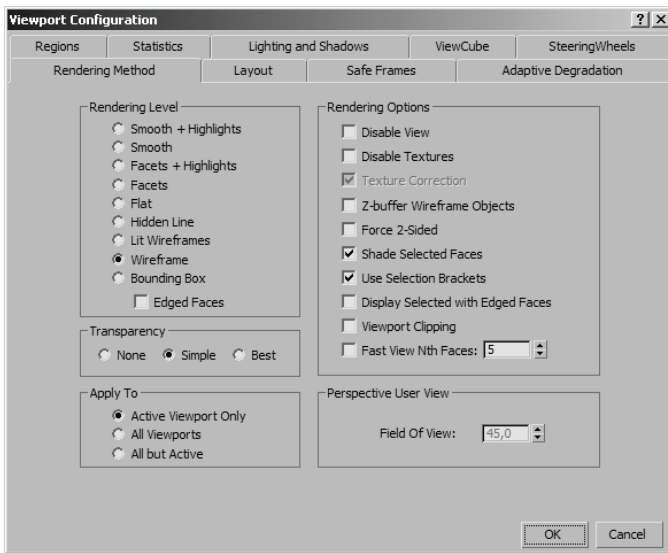 Viewport Configuration
Regions
Statistics
Lighting and Shadows
ViewCube
SteeringWheels
Rendering Method
Layout
Safe Frames
Adaptive Degradation
Rendering Level
Smooth + Highlights
Smooth
Facets + Highlights
Facets
Flat
Hidden Line
Lit Wireframes
Wireframe
Bounding Box
Edged Faces
Transparency
None Simple Best
Apply To
Active Viewport Only
All Viewports
All but Active
Rendering Options
Disable View
Disable Textures
Texture Correction
Z-buffer Wireframe Objects
Force 2-Sided
Shade Selected Faces
Use Selection Brackets
Display Selected with Edged Faces
Viewport Clipping
Fast View Nth Faces: 5
Perspective User View
Field Of View: 45,0
OK
Cancel